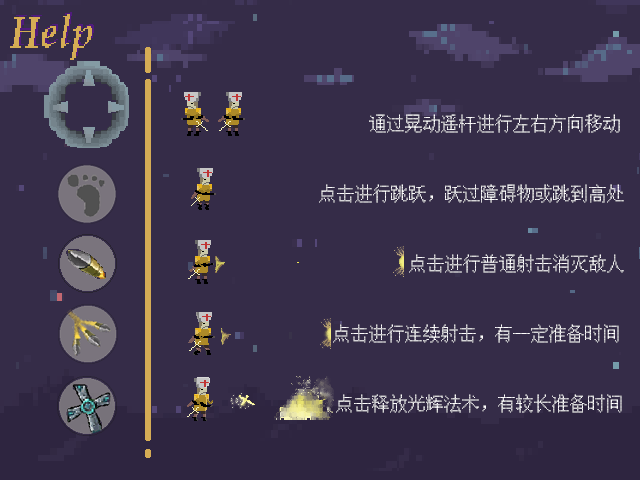 Help
通过晃动遥杆进行左右方向移动
点击进行跳跃，跃过障碍物或跳到高处
点击进行普通射击消灭敌人
点击进行连续射击，有一定准备时间
点击释放光辉法术，有较长准备时间